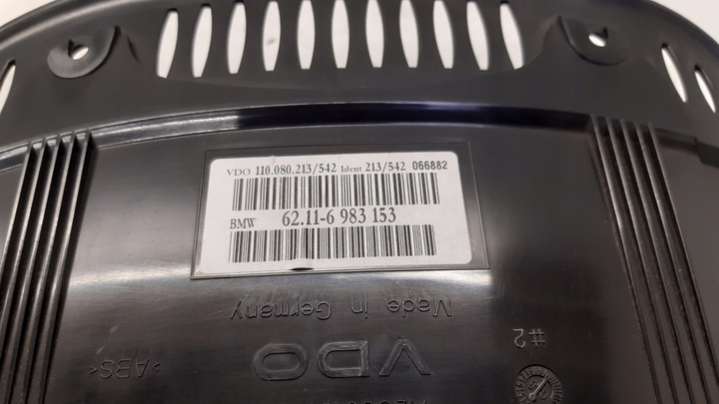 VDO 110.080.213/542 Ident 213/542 066882
BMW 62.11-6 983 153
Made in Germany
#2
VDO
>ABS<